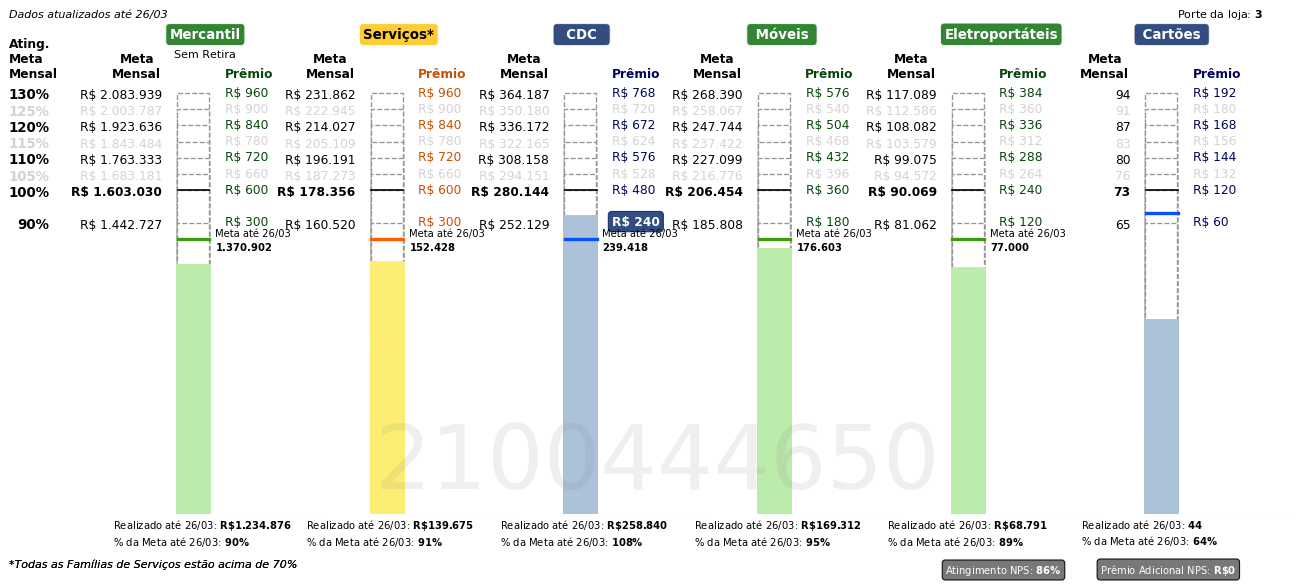 Dados atualizados até 26/03
Porte da loja: 3
Mercantil Serviços* CDC Móveis Eletroportáteis Cartões
Sem Retira
Ating. Meta Mensal
Meta Mensal Prêmio Meta Mensal Prêmio Meta Mensal Prêmio Meta Mensal Prêmio Meta Mensal Prêmio Meta Mensal Prêmio
130% R$ 2.083.939 R$ 960 R$ 231.862 R$ 960 R$ 364.187 R$ 768 R$ 268.390 R$ 576 R$ 117.089 R$ 384 94 R$ 192
125% R$ 2.003.787 R$ 900 R$ 222.945 R$ 900 R$ 350.180 R$ 720 R$ 258.067 R$ 540 R$ 112.586 R$ 360 91 R$ 180
120% R$ 1.923.636 R$ 840 R$ 214.027 R$ 840 R$ 336.172 R$ 672 R$ 247.744 R$ 504 R$ 108.082 R$ 336 87 R$ 168
115% R$ 1.843.484 R$ 780 R$ 205.109 R$ 780 R$ 322.165 R$ 624 R$ 237.422 R$ 468 R$ 103.579 R$ 312 83 R$ 156
110% R$ 1.763.333 R$ 720 R$ 196.191 R$ 720 R$ 308.158 R$ 576 R$ 227.099 R$ 432 R$ 99.075 R$ 288 80 R$ 144
105% R$ 1.683.181 R$ 660 R$ 187.273 R$ 660 R$ 294.151 R$ 528 R$ 216.776 R$ 396 R$ 94.572 R$ 264 76 R$ 132
100% R$ 1.603.030 R$ 600 R$ 178.356 R$ 600 R$ 280.144 R$ 480 R$ 206.454 R$ 360 R$ 90.069 R$ 240 73 R$ 120
90% R$ 1.442.727 R$ 300 R$ 160.520 R$ 300 R$ 252.129 R$ 240 R$ 185.808 R$ 180 R$ 81.062 R$ 120 65 R$ 60
Meta até 26/03 Meta até 26/03 Meta até 26/03 Meta até 26/03 Meta até 26/03
1.370.902 152.428 239.418 176.603 77.000
2100444650
Realizado até 26/03: R$1.234.876 Realizado até 26/03: R$139.675 Realizado até 26/03: R$258.840 Realizado até 26/03: R$169.312 Realizado até 26/03: R$68.791 Realizado até 26/03: 44
% da Meta até 26/03: 90% % da Meta até 26/03: 91% % da Meta até 26/03: 108% % da Meta até 26/03: 95% % da Meta até 26/03: 89% % da Meta até 26/03: 64%
*Todas as Famílias de Serviços estão acima de 70%
Atingimento NPS: 86% Prêmio Adicional NPS: R$0